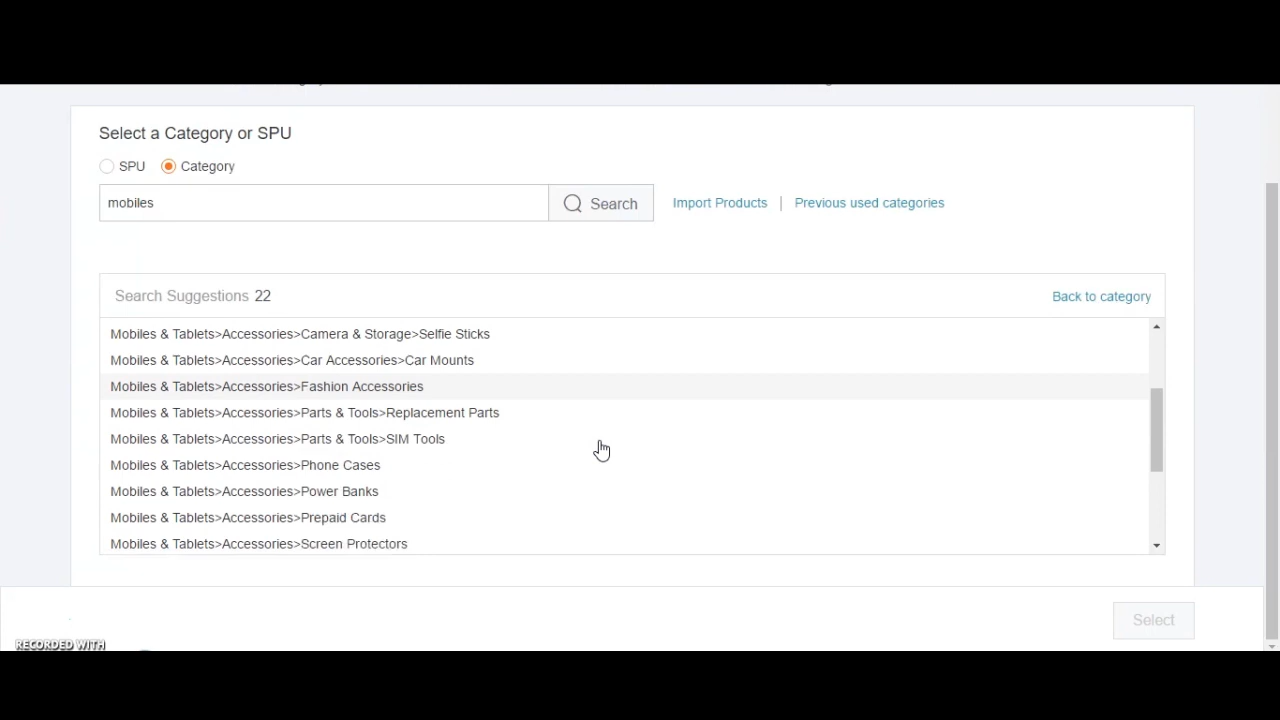 Select a Category or SPU
SPU Category
mobiles Search Import Products | Previous used categories
Search Suggestions 22 Back to category
Mobiles & Tablets>Accessories>Camera & Storage>Selfie Sticks
Mobiles & Tablets>Accessories>Car Accessories>Car Mounts
Mobiles & Tablets>Accessories>Fashion Accessories
Mobiles & Tablets>Accessories>Parts & Tools>Replacement Parts
Mobiles & Tablets>Accessories>Parts & Tools>SIM Tools
Mobiles & Tablets>Accessories>Phone Cases
Mobiles & Tablets>Accessories>Power Banks
Mobiles & Tablets>Accessories>Prepaid Cards
Mobiles & Tablets>Accessories>Screen Protectors
Select
RECORDED WITH